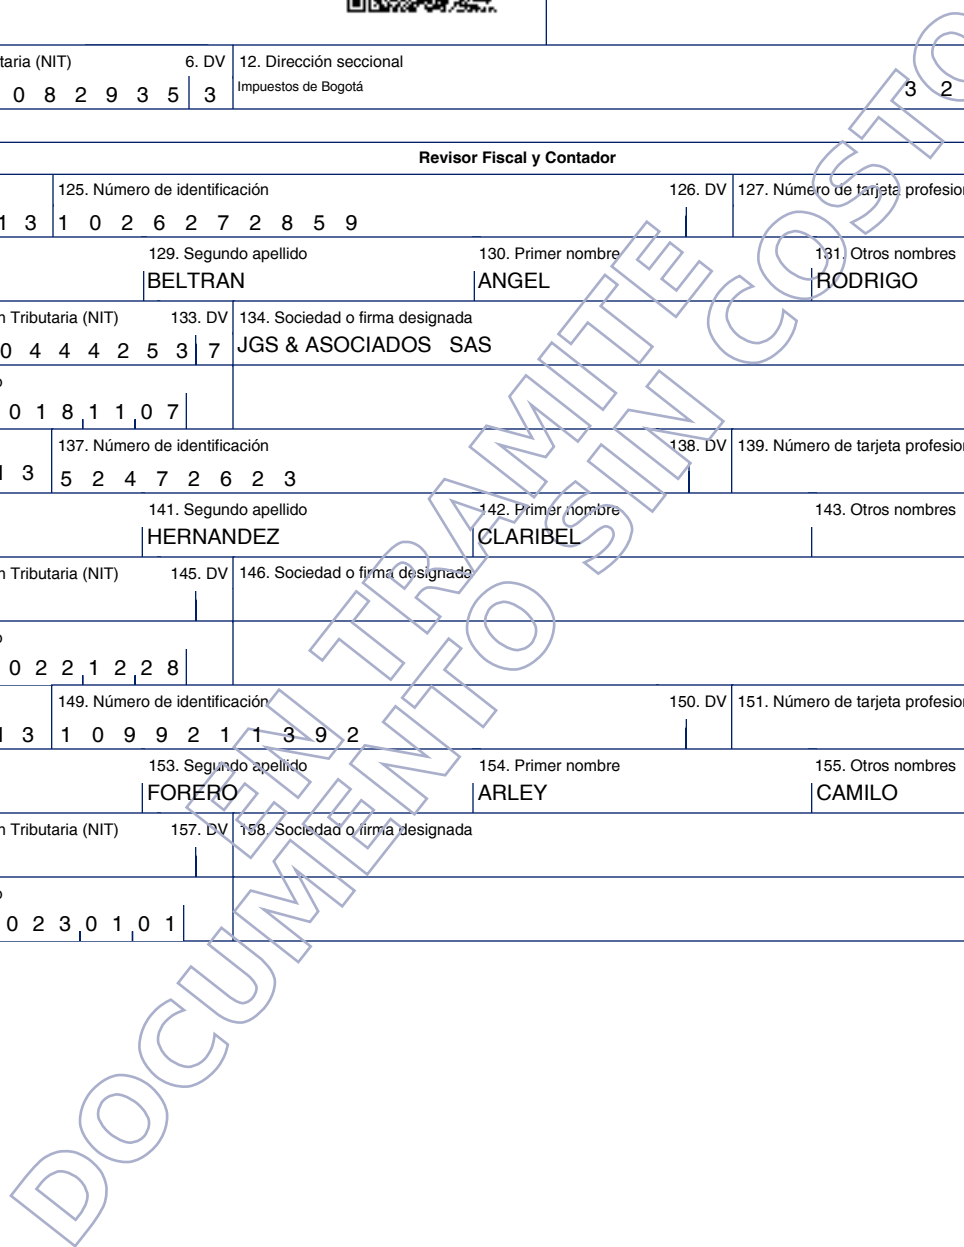 taria (NIT) 6. DV 12. Dirección seccional
0 8 2 9 3 5 3 Impuestos de Bogotá 3 2
Revisor Fiscal y Contador
125. Número de identificación 126. DV 127. Número de tarjeta profesion
1 3 1 0 2 6 2 7 2 8 5 9
129. Segundo apellido 130. Primer nombre 131. Otros nombres
BELTRAN ANGEL RODRIGO
n Tributaria (NIT) 133. DV 134. Sociedad o firma designada
0 4 4 4 2 5 3 7 JGS & ASOCIADOS SAS
o
0 1 8 1 1 0 7
137. Número de identificación 138. DV 139. Número de tarjeta profesion
1 3 5 2 4 7 2 6 2 3
141. Segundo apellido 142. Primer nombre 143. Otros nombres
HERNANDEZ CLARIBEL
n Tributaria (NIT) 145. DV 146. Sociedad o firma designada
o
0 2 2 1 2 2 8
149. Número de identificación 150. DV 151. Número de tarjeta profesion
1 3 1 0 9 9 2 1 1 3 9 2
153. Segundo apellido 154. Primer nombre 155. Otros nombres
FORERO ARLEY CAMILO
n Tributaria (NIT) 157. DV 158. Sociedad o firma designada
o
0 2 3 0 1 0 1
EN TRAMITE
DOCUMENTO SIN COSTO